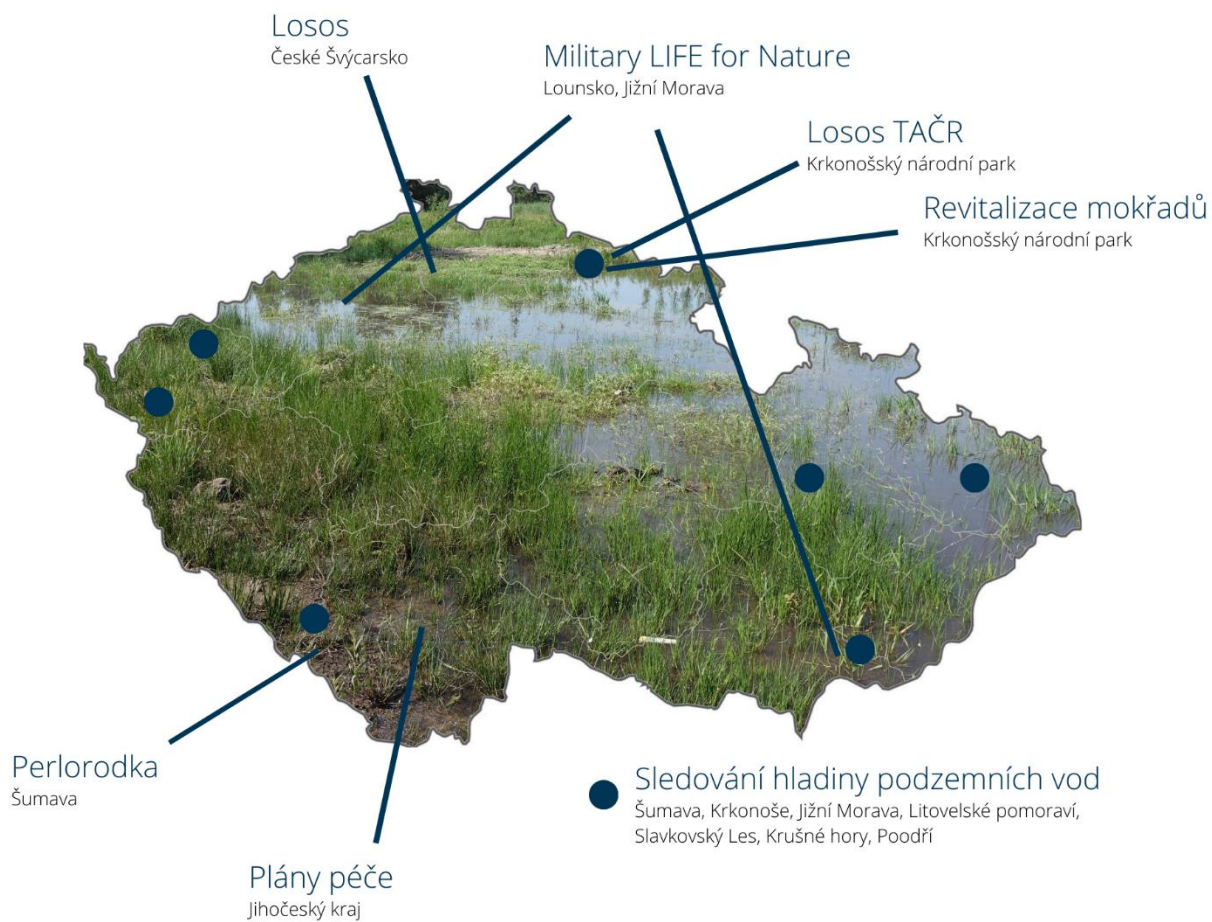 Losos
České Švýcarsko
Military LIFE for Nature
Lounsko, Jižní Morava
Losos TAČR
Krkonošský národní park
Revitalizace mokřadů
Krkonošský národní park
Perlorodka
Šumava
Sledování hladiny podzemních vod
Šumava, Krkonoše, Jižní Morava, Litovelské pomoraví,
Slavkovský Les, Krušné hory, Poodří
Plány péče
Jihočeský kraj